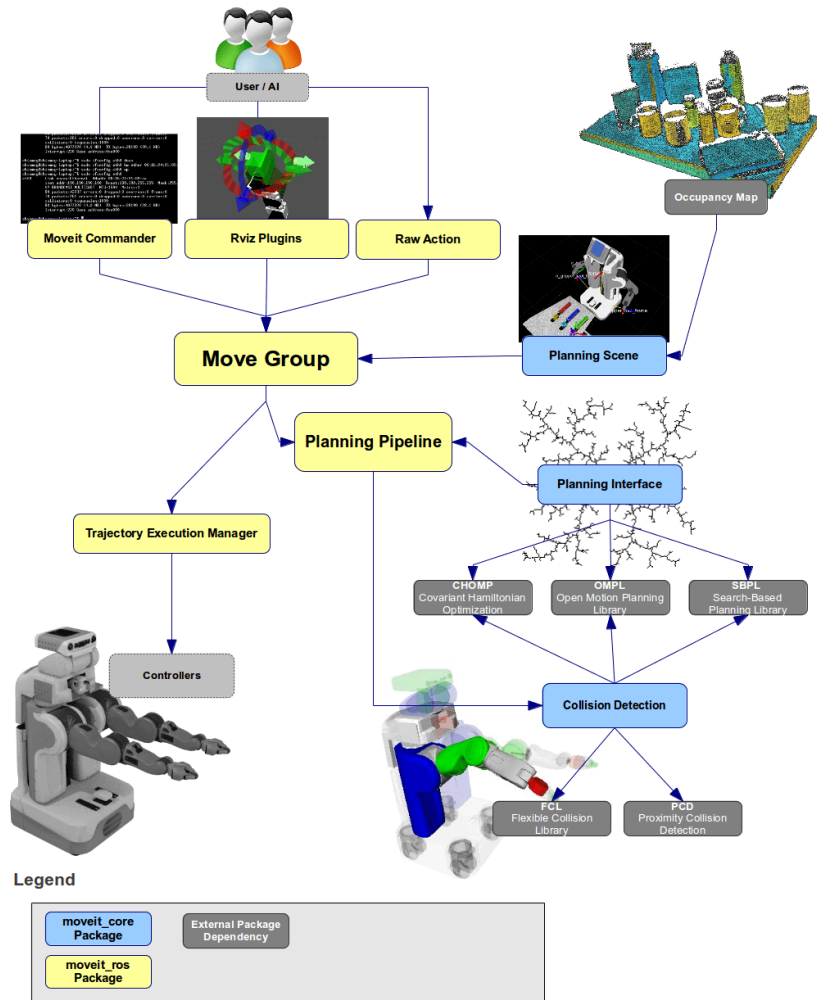 User / AI
Moveit Commander
Rviz Plugins
Raw Action
Occupancy Map
Move Group
Planning Scene
Planning Pipeline
Planning Interface
Trajectory Execution Manager
CHOMP
Covariant Hamiltonian
Optimization
OMPL
Open Motion Planning
Library
SBPL
Search-Based
Planning Library
Controllers
Collision Detection
FCL
Flexible Collision
Library
PCD
Proximity Collision
Detection
Legend
moveit_core
Package
External Package
Dependency
moveit_ros
Package